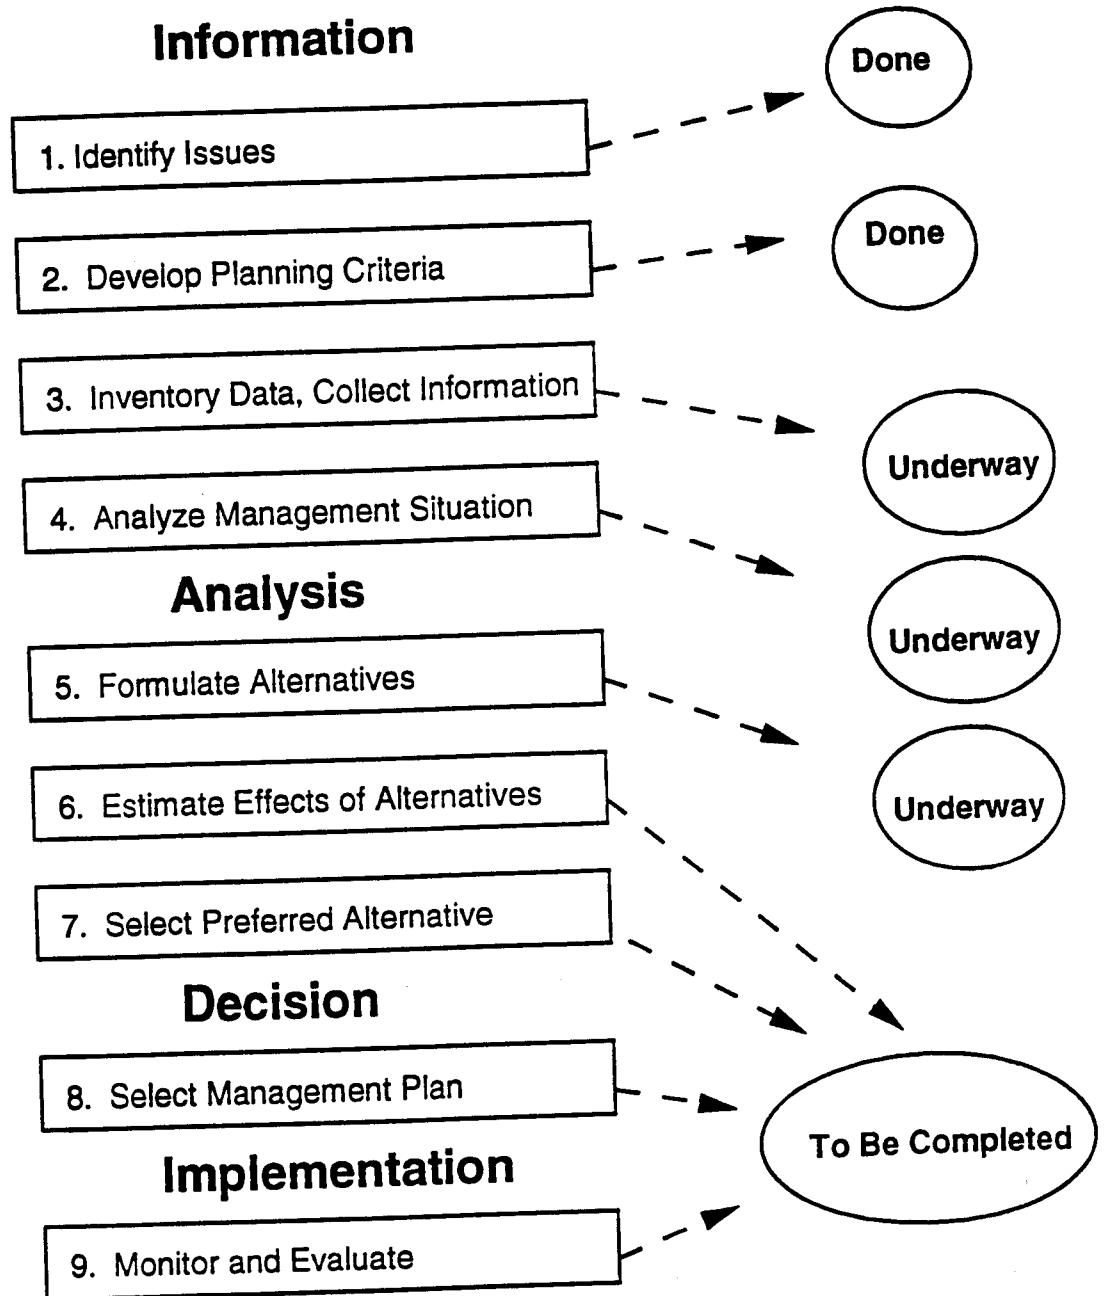 Information
Done
1. Identify Issues
Done
2. Develop Planning Criteria
3. Inventory Data, Collect Information
Underway
4. Analyze Management Situation
Analysis
Underway
5. Formulate Alternatives
6. Estimate Effects of Alternatives
Underway
7. Select Preferred Alternative
Decision
8. Select Management Plan
To Be Completed
Implementation
9. Monitor and Evaluate